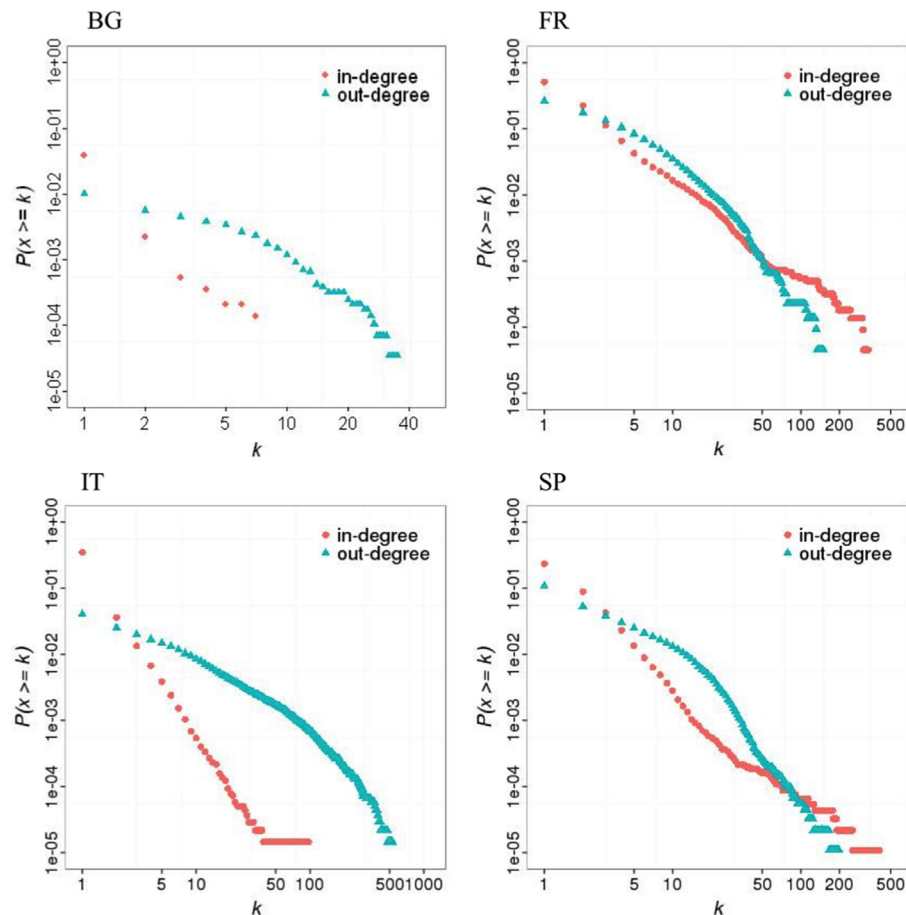 BG
1e+00
1e-01
1e-02
1e-03
1e-04
1e-05
P(x >= k)
in-degree
out-degree
1 2 5 10 20 40
k
FR
1e+00
1e-01
1e-02
1e-03
1e-04
1e-05
P(x >= k)
in-degree
out-degree
1 5 10 50 100 200 500
k
IT
1e+00
1e-01
1e-02
1e-03
1e-04
1e-05
P(x >= k)
in-degree
out-degree
1 5 10 50 100 500 1000
k
SP
1e+00
1e-01
1e-02
1e-03
1e-04
1e-05
P(x >= k)
in-degree
out-degree
1 5 10 50 100 200 500
k